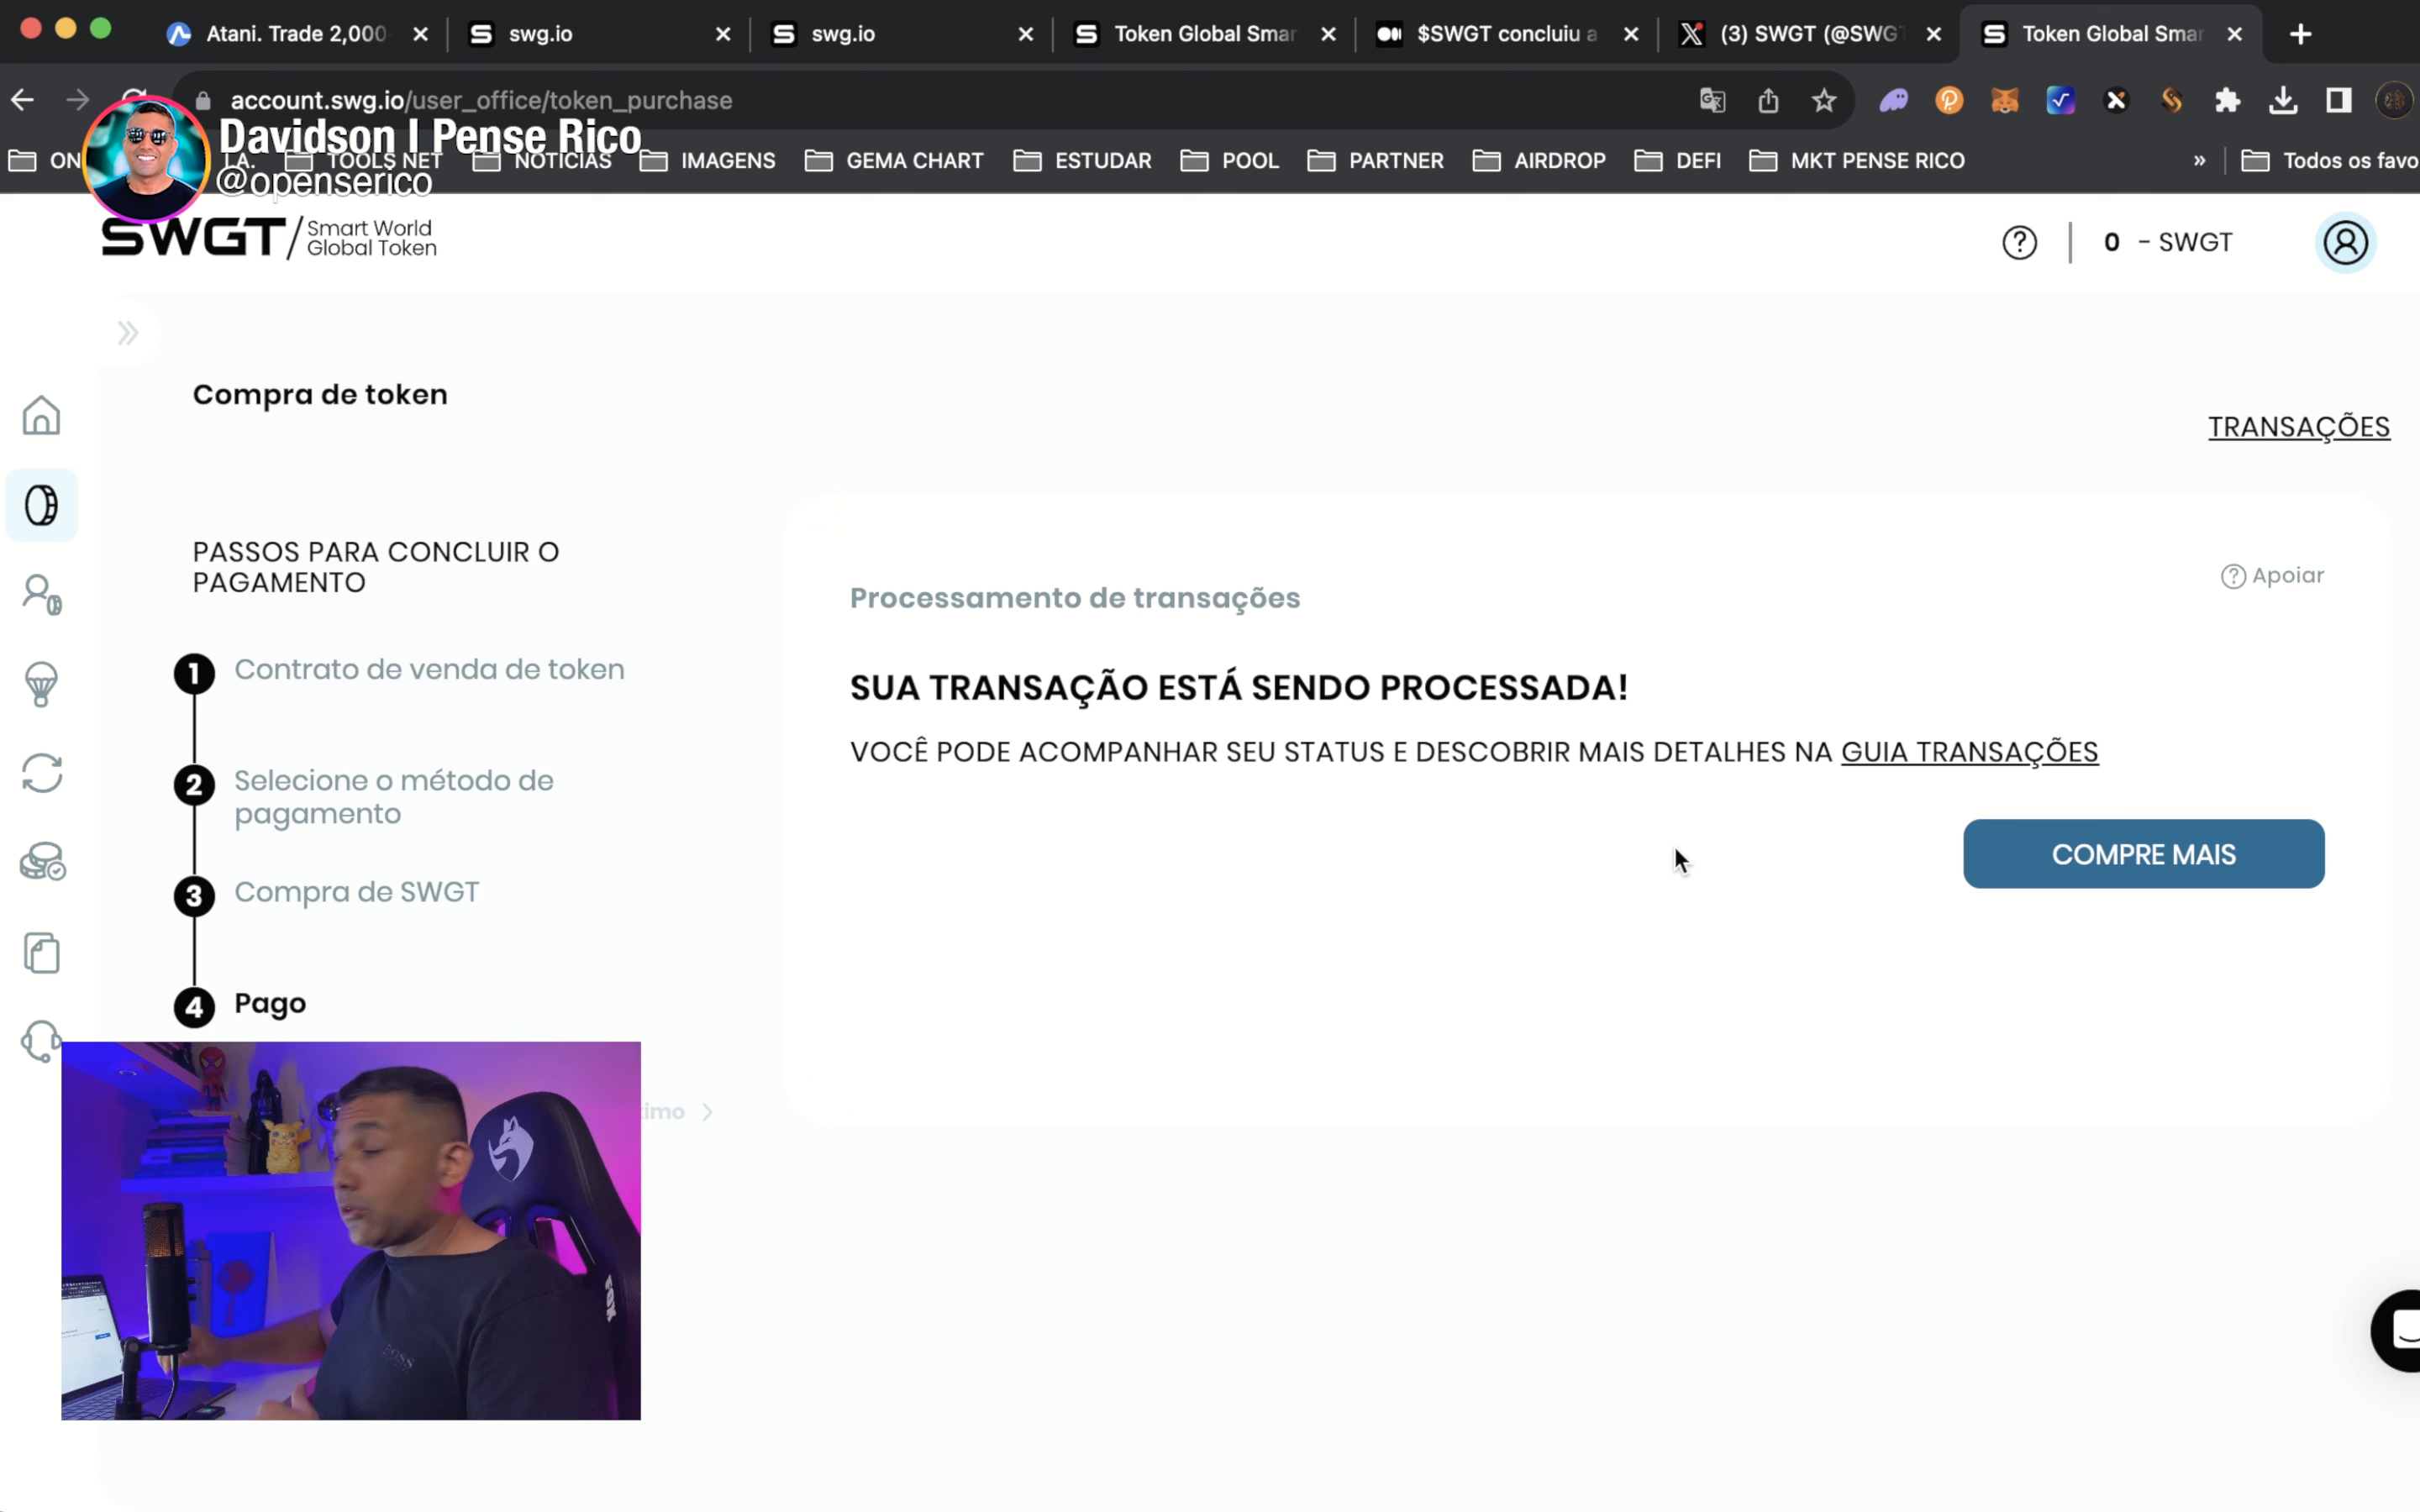 Atani. Trade 2,000
swg.io
swg.io
Token Global Smar
$SWGT concluiu a
(3) SWGT (@SWGT
Token Global Smar
account.swg.io/user_office/token_purchase
Davidson I Pense Rico
@openserico
ON
I.A.
TOOLS NET
NOTÍCIAS
IMAGENS
GEMA CHART
ESTUDAR
POOL
PARTNER
AIRDROP
DEFI
MKT PENSE RICO
»
Todos os favo
SWGT/ Smart World
Global Token
0 - SWGT
Compra de token
TRANSAÇÕES
PASSOS PARA CONCLUIR O
PAGAMENTO
1 Contrato de venda de token
2 Selecione o método de
pagamento
3 Compra de SWGT
4 Pago
Apoiar
Processamento de transações
SUA TRANSAÇÃO ESTÁ SENDO PROCESSADA!
VOCÊ PODE ACOMPANHAR SEU STATUS E DESCOBRIR MAIS DETALHES NA GUIA TRANSAÇÕES
COMPRE MAIS
ximo
BOSS
FOX